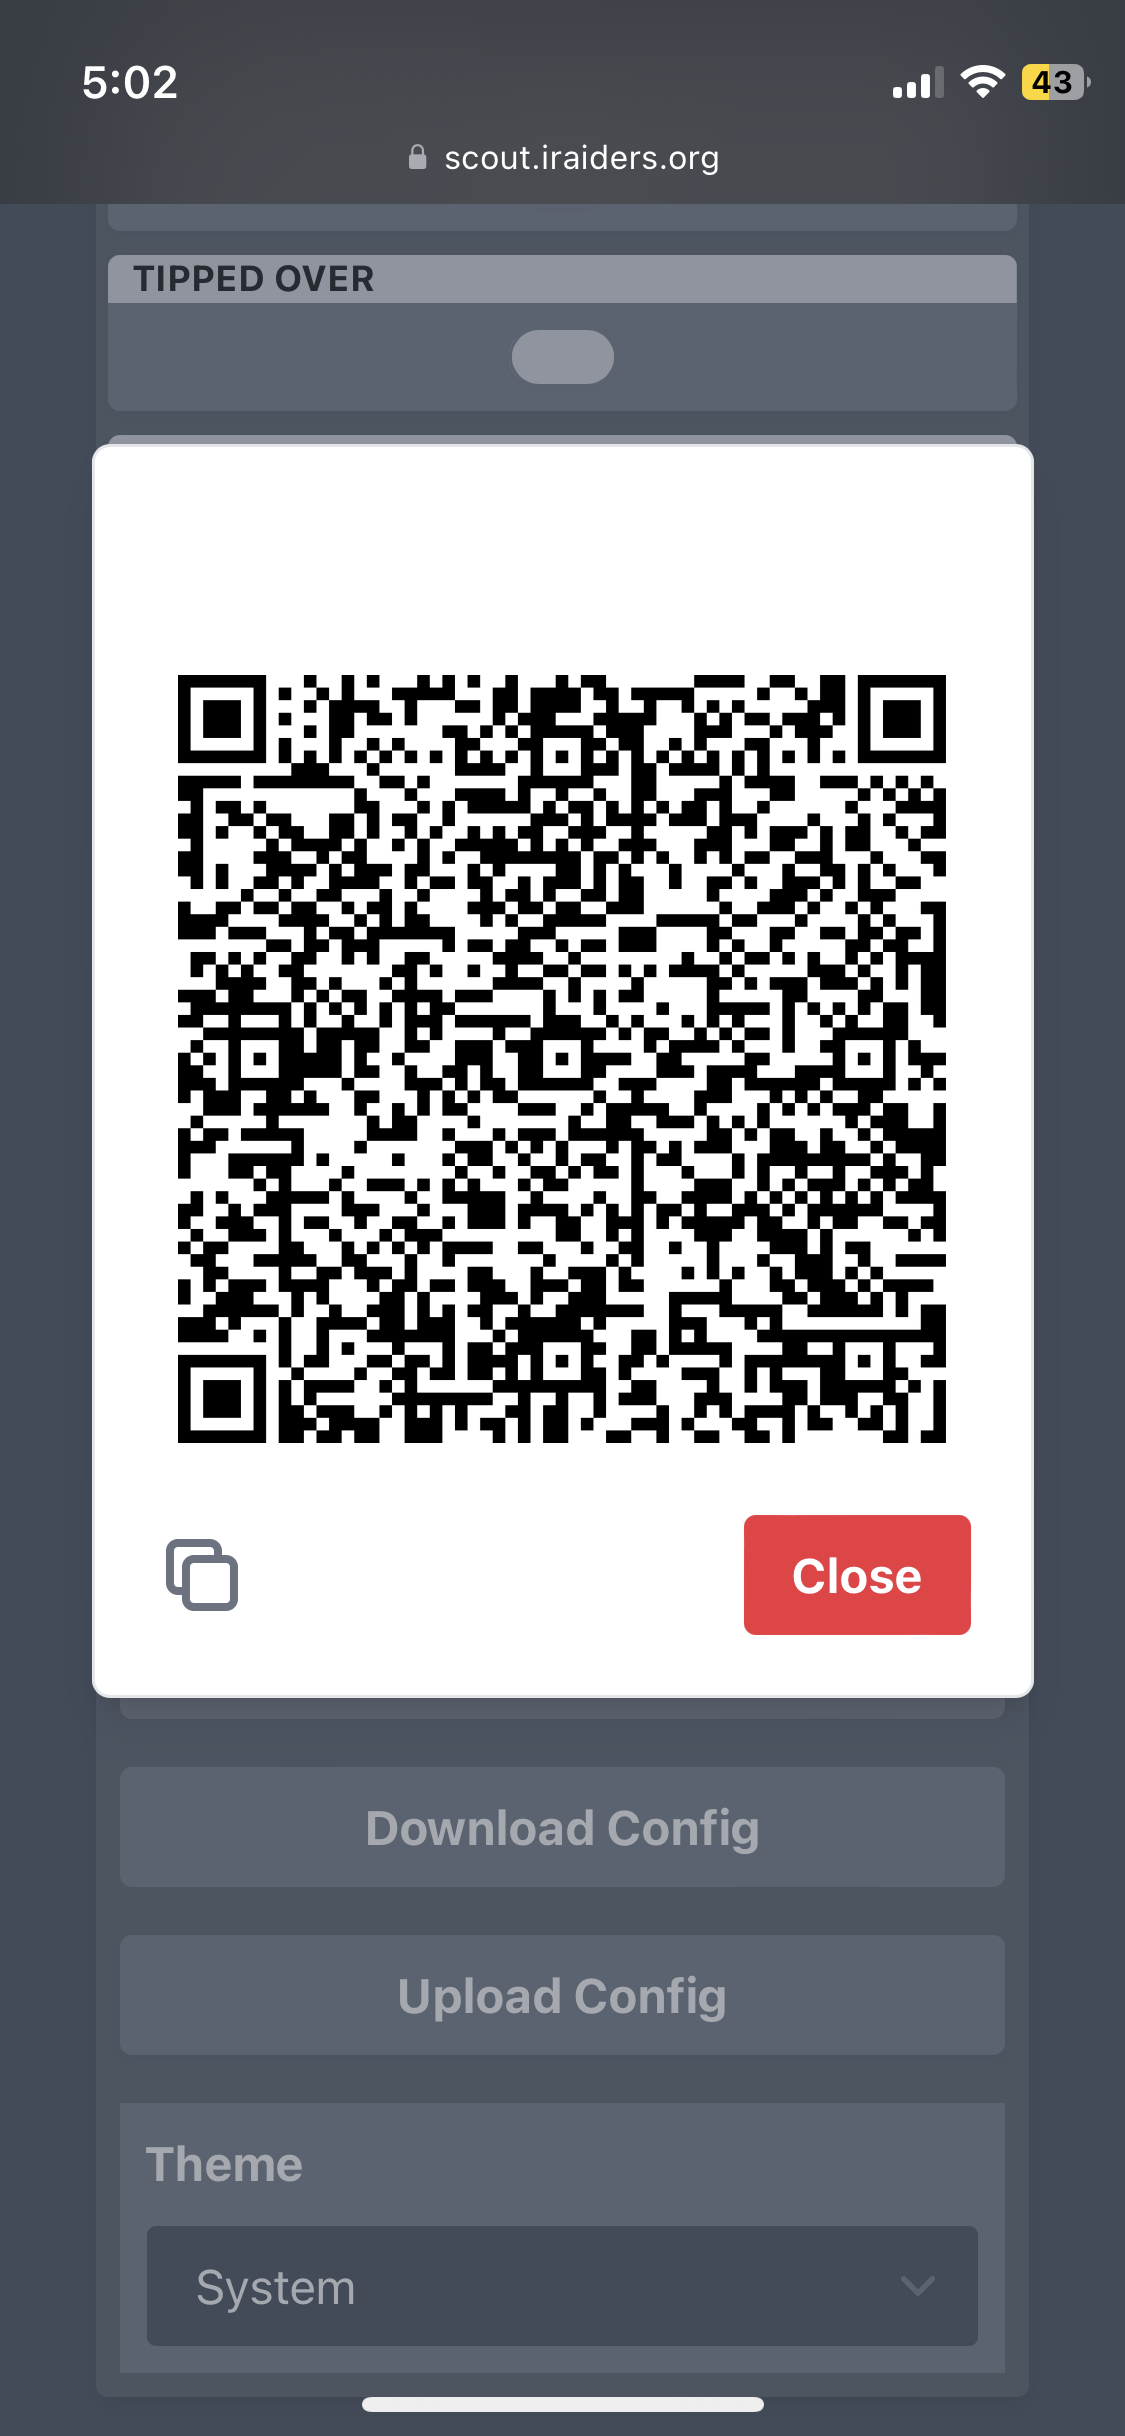 5:02
43
scout.iraiders.org
TIPPED OVER
Close
Download Config
Upload Config
Theme
System